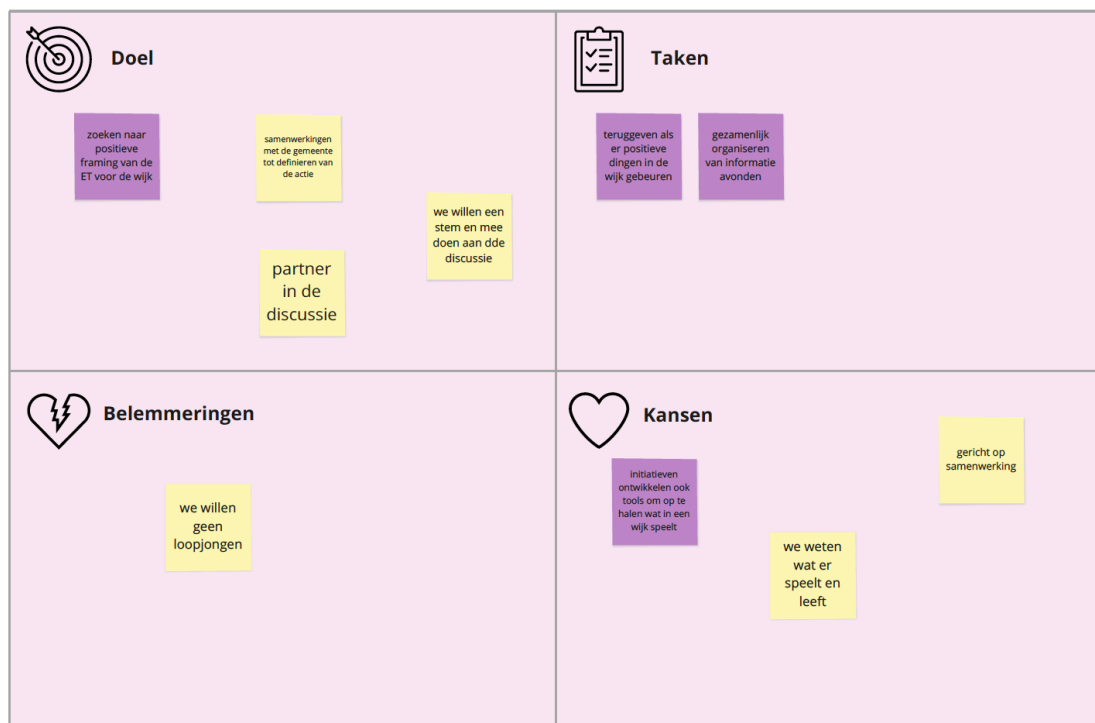 Doel
zoeken naar
positieve
framing van de
ET voor de wijk
samenwerkingen
met de gemeente
tot definieren van
de actie
we willen een
stem en mee
doen aan dde
discussie
partner
in de
discussie
Taken
teruggeven als
er positieve
dingen in de
wijk gebeuren
gezamenlijk
organiseren
van informatie
avonden
Belemmeringen
we willen
geen
loopjongen
Kansen
initiatieven
ontwikkelen ook
tools om op te
halen wat in een
wijk speelt
gericht op
samenwerking
we weten
wat er
speelt en
leeft